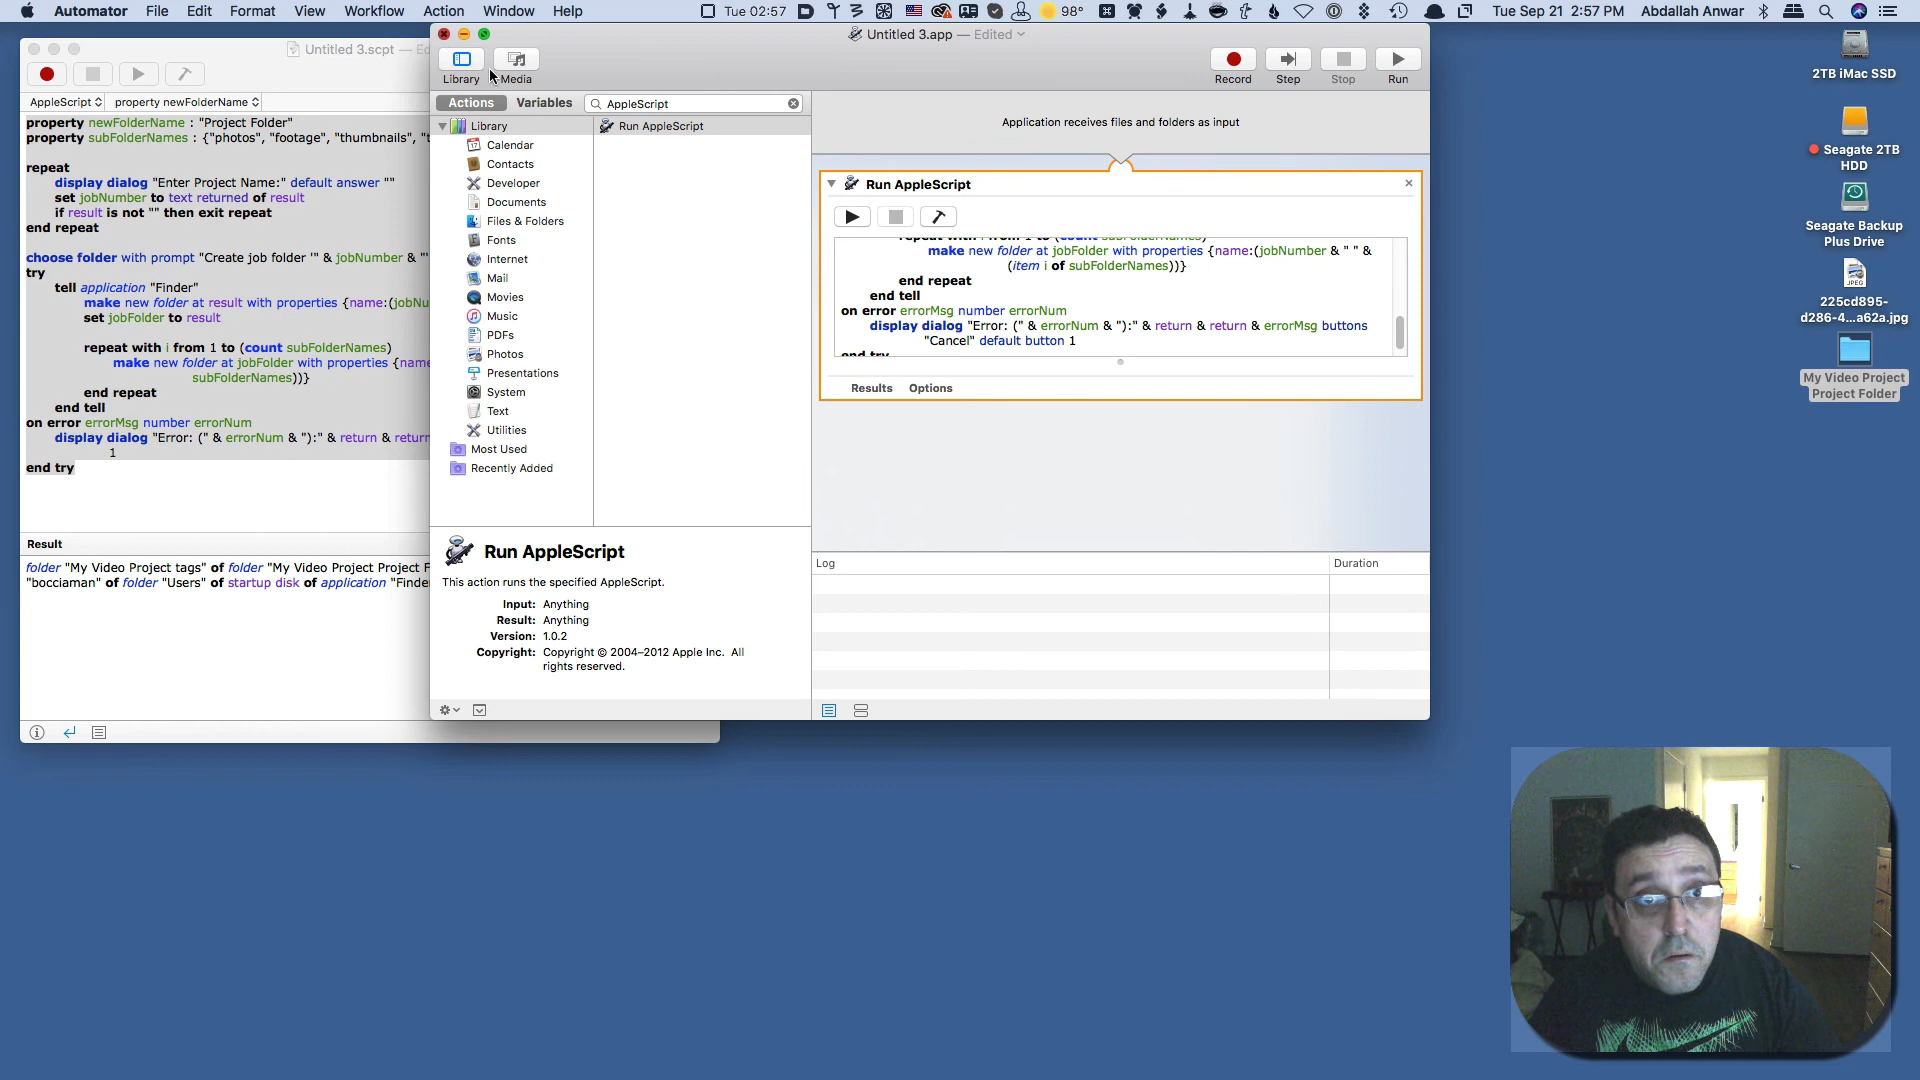 Automator File Edit Format View Workflow Action Window Help Tue 02:57 98° Tue Sep 21 2:57 PM Abdallah Anwar
Untitled 3.scpt —
AppleScript property newFolderName
property newFolderName : "Project Folder"
property subFolderNames : {"photos", "footage", "thumbnails", "t
repeat
display dialog "Enter Project Name:" default answer ""
set jobNumber to text returned of result
if result is not "" then exit repeat
end repeat
choose folder with prompt "Create job folder '" & jobNumber & "'
try
tell application "Finder"
make new folder at result with properties {name:(jobNu
set jobFolder to result
repeat with i from 1 to (count subFolderNames)
make new folder at jobFolder with properties {name
subFolderNames))}
end repeat
end tell
on error errorMsg number errorNum
display dialog "Error: (" & errorNum & "):" & return & return
1
end try
Result
folder "My Video Project tags" of folder "My Video Project Project F
"bocciaman" of folder "Users" of startup disk of application "Finde
Untitled 3.app — Edited
Library Media Record Step Stop Run
Actions Variables AppleScript
Library
Calendar
Contacts
Developer
Documents
Files & Folders
Fonts
Internet
Mail
Movies
Music
PDFs
Photos
Presentations
System
Text
Utilities
Most Used
Recently Added
Run AppleScript
Run AppleScript
This action runs the specified AppleScript.
Input: Anything
Result: Anything
Version: 1.0.2
Copyright: Copyright © 2004–2012 Apple Inc. All
rights reserved.
Application receives files and folders as input
Run AppleScript
repeat with i from 1 to (count subFolderNames)
make new folder at jobFolder with properties {name:(jobNumber & " " &
(item i of subFolderNames))}
end repeat
end tell
on error errorMsg number errorNum
display dialog "Error: (" & errorNum & "):" & return & return & errorMsg buttons
"Cancel" default button 1
end try
Results Options
Log Duration
2TB iMac SSD
Seagate 2TB
HDD
Seagate Backup
Plus Drive
JPEG
225cd895-
d286-4...a62a.jpg
My Video Project
Project Folder